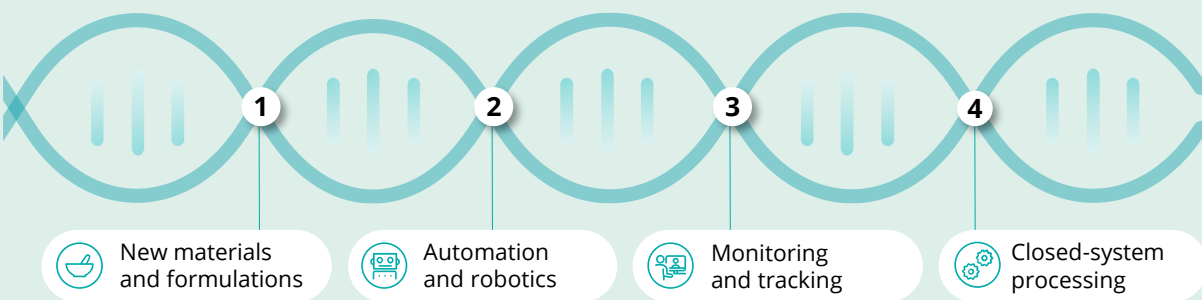 1
2
3
4
New materials
and formulations
Automation
and robotics
Monitoring
and tracking
Closed-system
processing